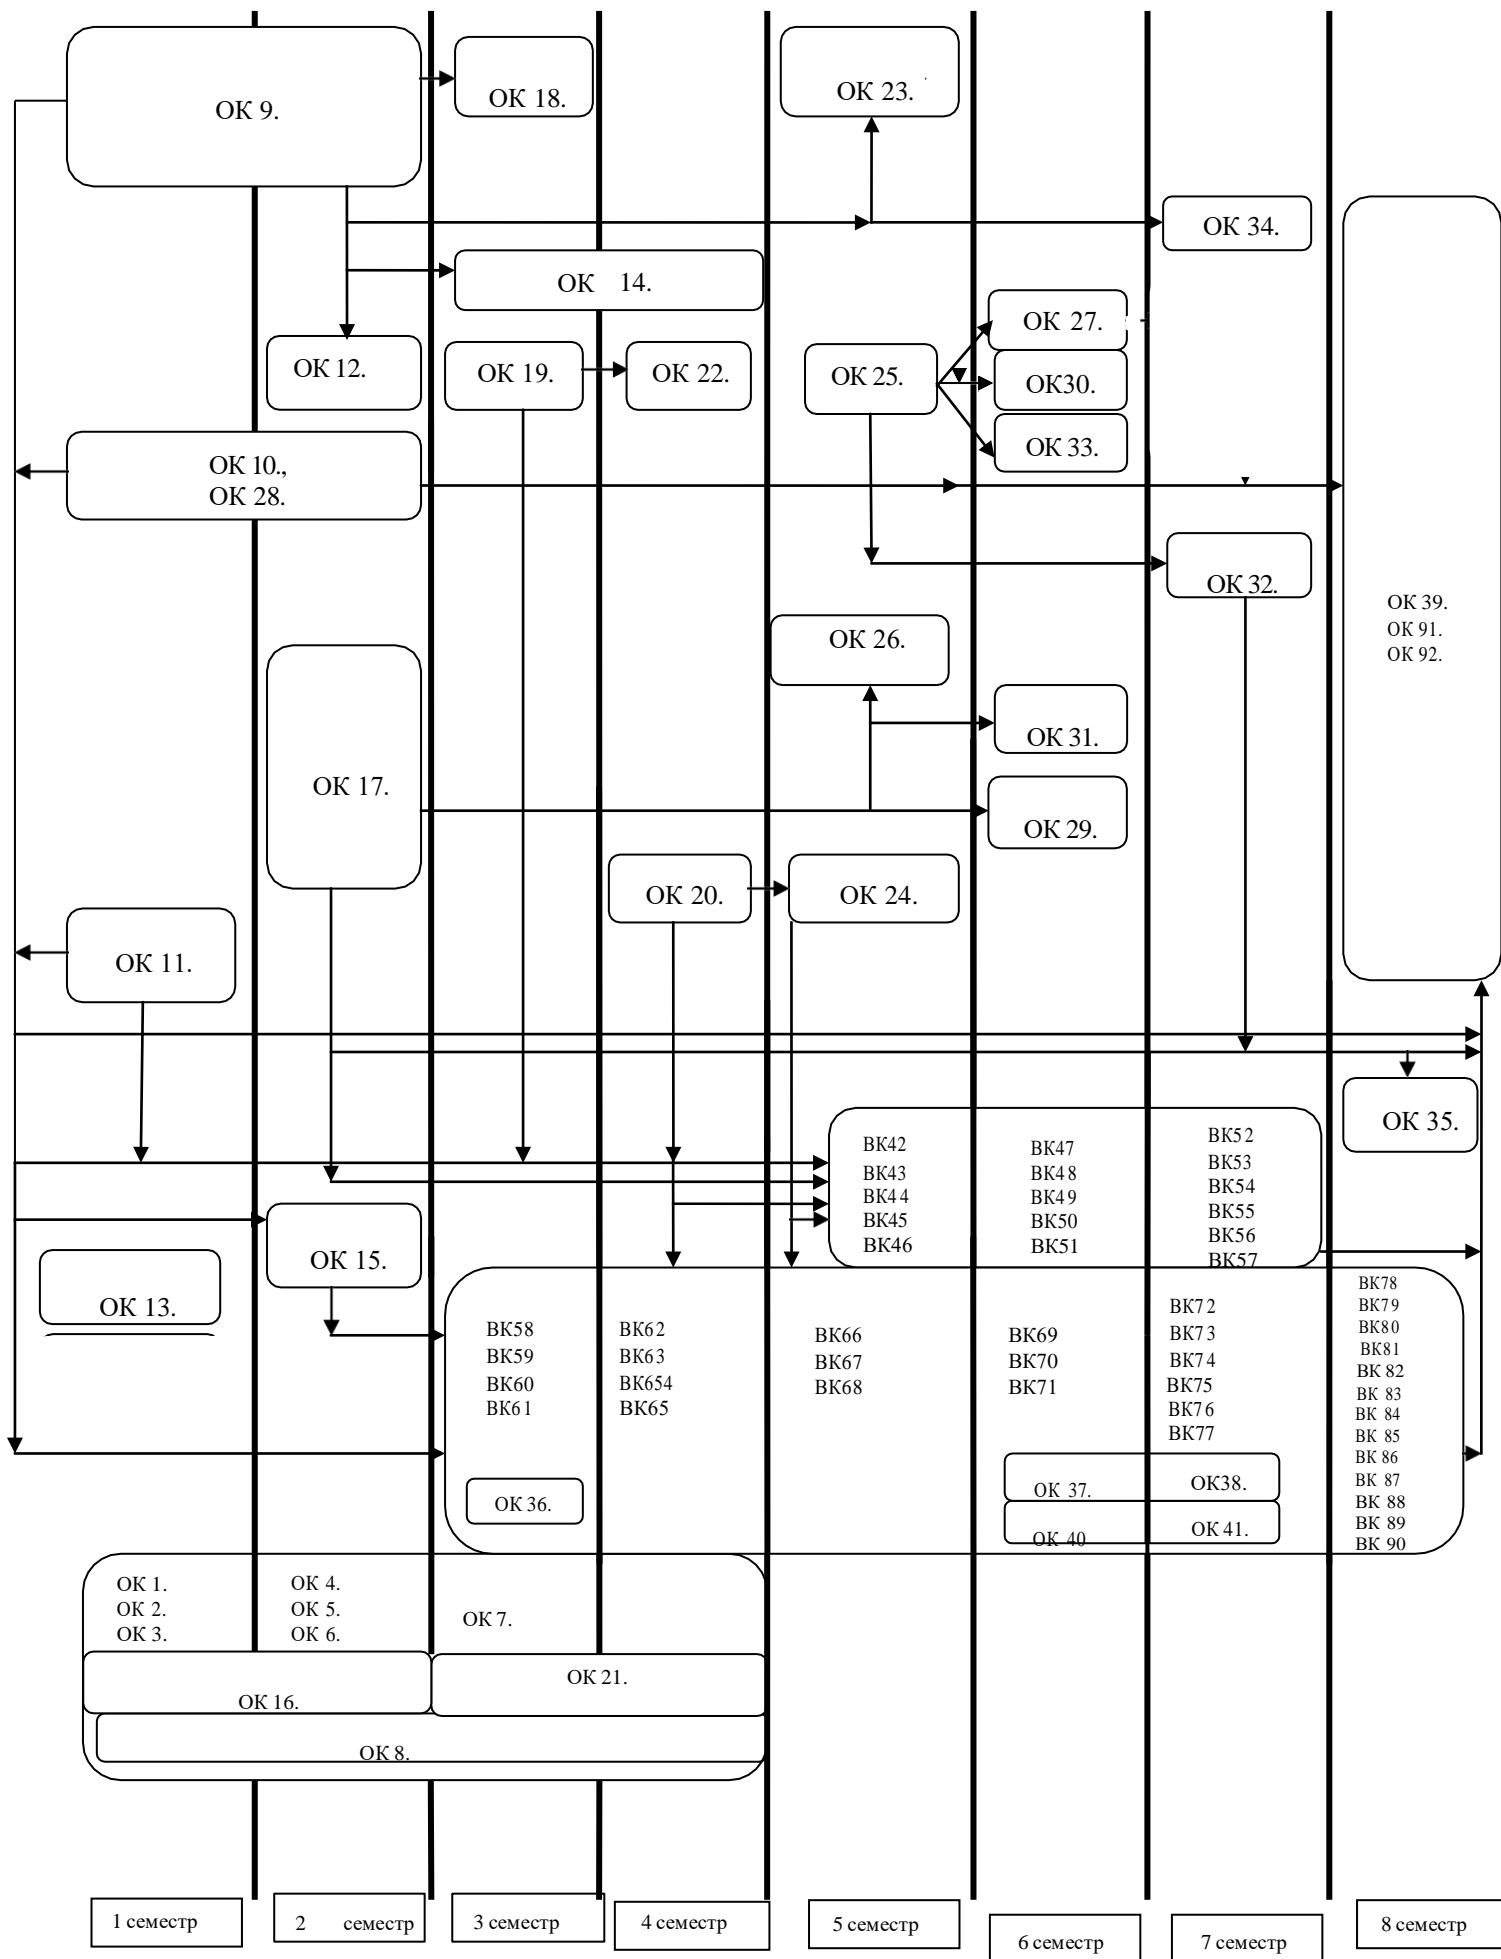 ОК 9.
ОК 18.
ОК 23.
ОК 34.
ОК 14.
ОК 27.
ОК 12.
ОК 19.
ОК 22.
ОК 25.
ОК30.
ОК 33.
ОК 10.,
ОК 28.
ОК 32.
ОК 39.
ОК 91.
ОК 92.
ОК 26.
ОК 31.
ОК 17.
ОК 29.
ОК 20.
ОК 24.
ОК 11.
ОК 35.
ВК42
ВК43
ВК44
ВК45
ВК46
ВК47
ВК48
ВК49
ВК50
ВК51
ВК52
ВК53
ВК54
ВК55
ВК56
ВК57
ОК 15.
ОК 13.
ВК58
ВК59
ВК60
ВК61
ВК62
ВК63
ВК654
ВК65
ВК66
ВК67
ВК68
ВК69
ВК70
ВК71
ВК72
ВК73
ВК74
ВК75
ВК76
ВК77
ВК78
ВК79
ВК80
ВК81
ВК 82
ВК 83
ВК 84
ВК 85
ВК 86
ВК 87
ВК 88
ВК 89
ВК 90
ОК 36.
ОК 37.
ОК38.
ОК 40
ОК 41.
ОК 1.
ОК 2.
ОК 3.
ОК 4.
ОК 5.
ОК 6.
ОК 7.
ОК 16.
ОК 21.
ОК 8.
1 семестр
2 семестр
3 семестр
4 семестр
5 семестр
6 семестр
7 семестр
8 семестр